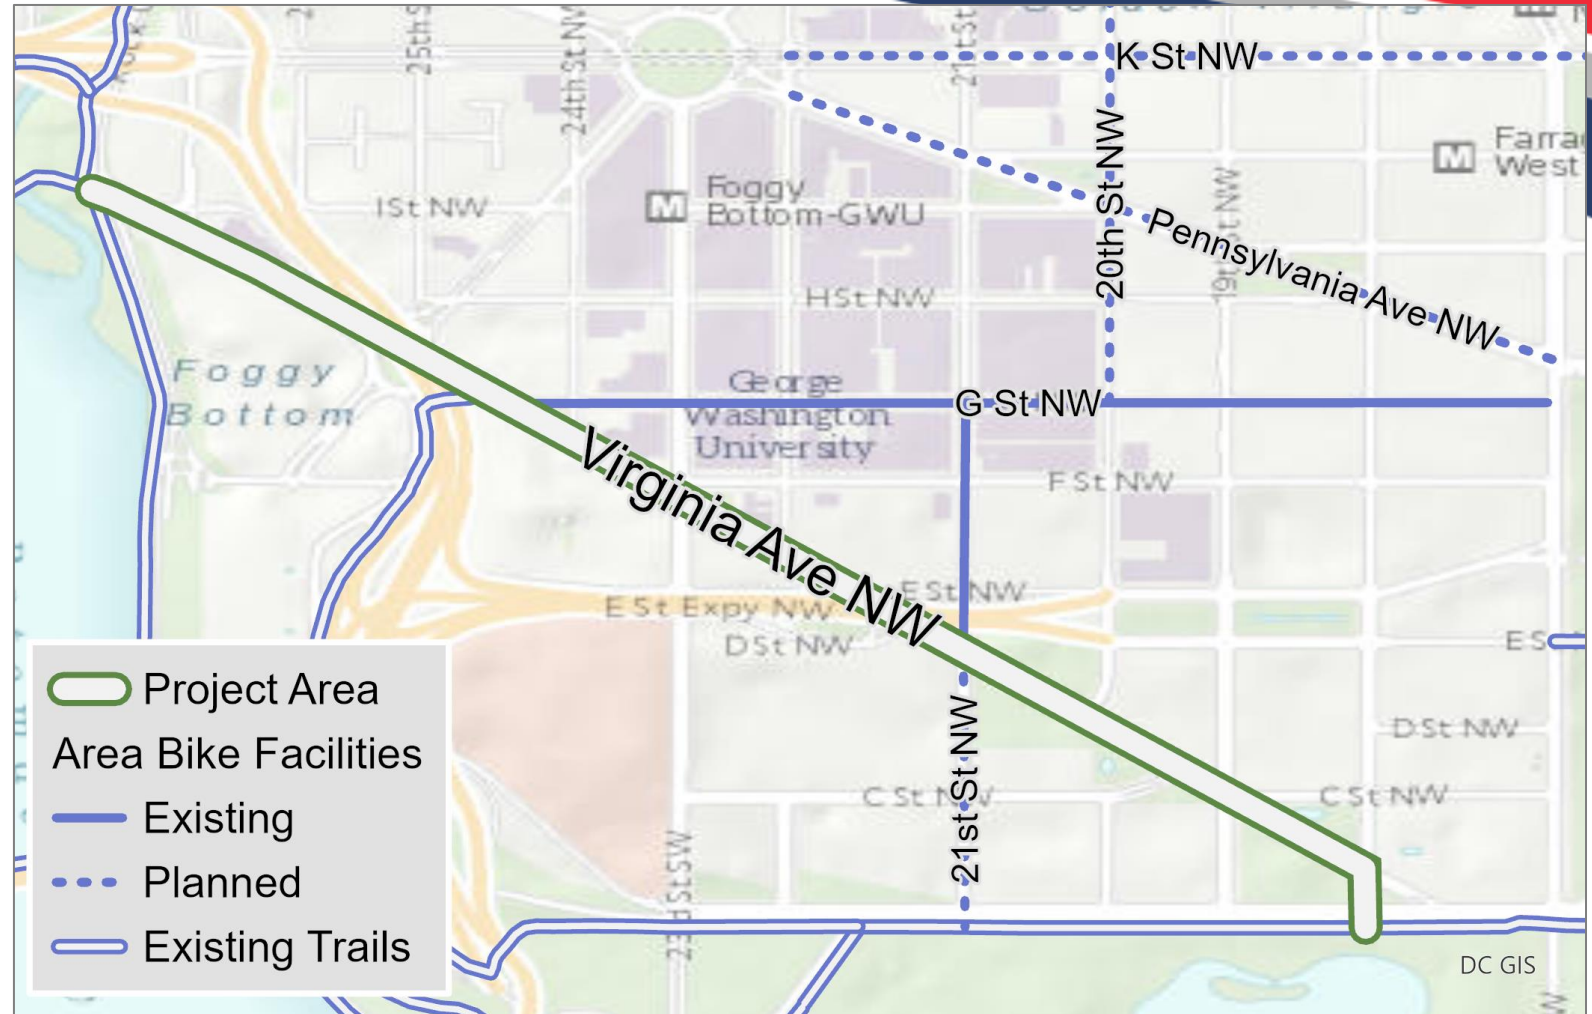 25th S
24th St NW
21st St
K St NW
20th St NW
Farra
West
M
19th St NW
Foggy
Bottom-GWU
M
I St NW
Pennsylvania Ave NW
H St NW
Foggy
Bottom
George
Washington
University
G St NW
Virginia Ave NW
F St NW
E St NW
E St Expy NW
D St NW
E S
21st St NW
D St NW
C St NW
C St NW
23rd St SW
Project Area
Area Bike Facilities
Existing
Planned
Existing Trails
DC GIS
W